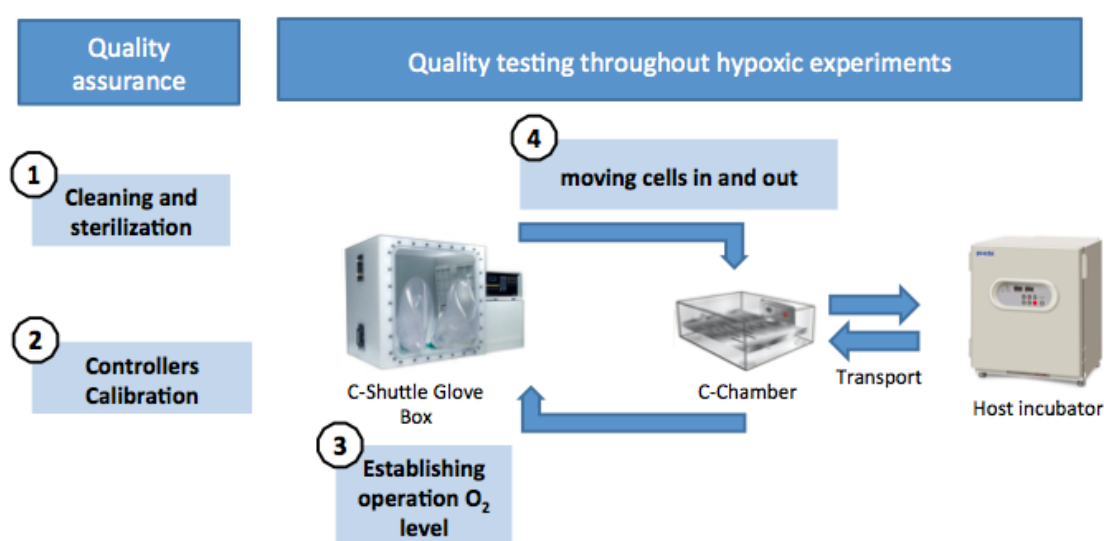 Quality
assurance
Quality testing throughout hypoxic experiments
1
Cleaning and
sterilization
2
Controllers
Calibration
4
moving cells in and out
C-Shuttle Glove
Box
C-Chamber
Transport
Host incubator
3
Establishing
operation O₂
level